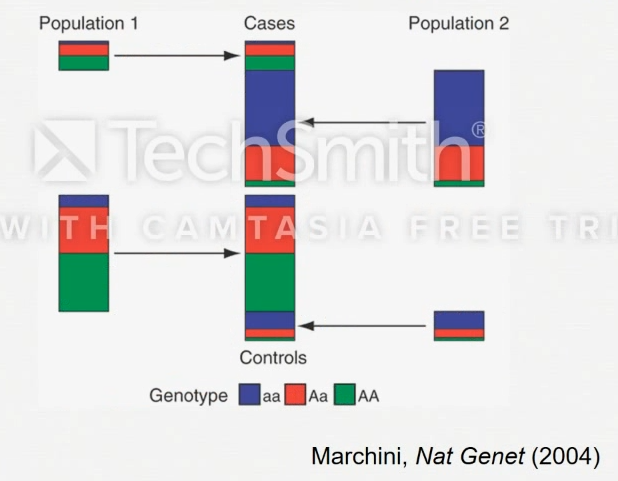 Population 1 Cases Population 2
TechSmith®
WITH CAMTASIA FREE TRI
Controls
Genotype aa Aa AA
Marchini, Nat Genet (2004)